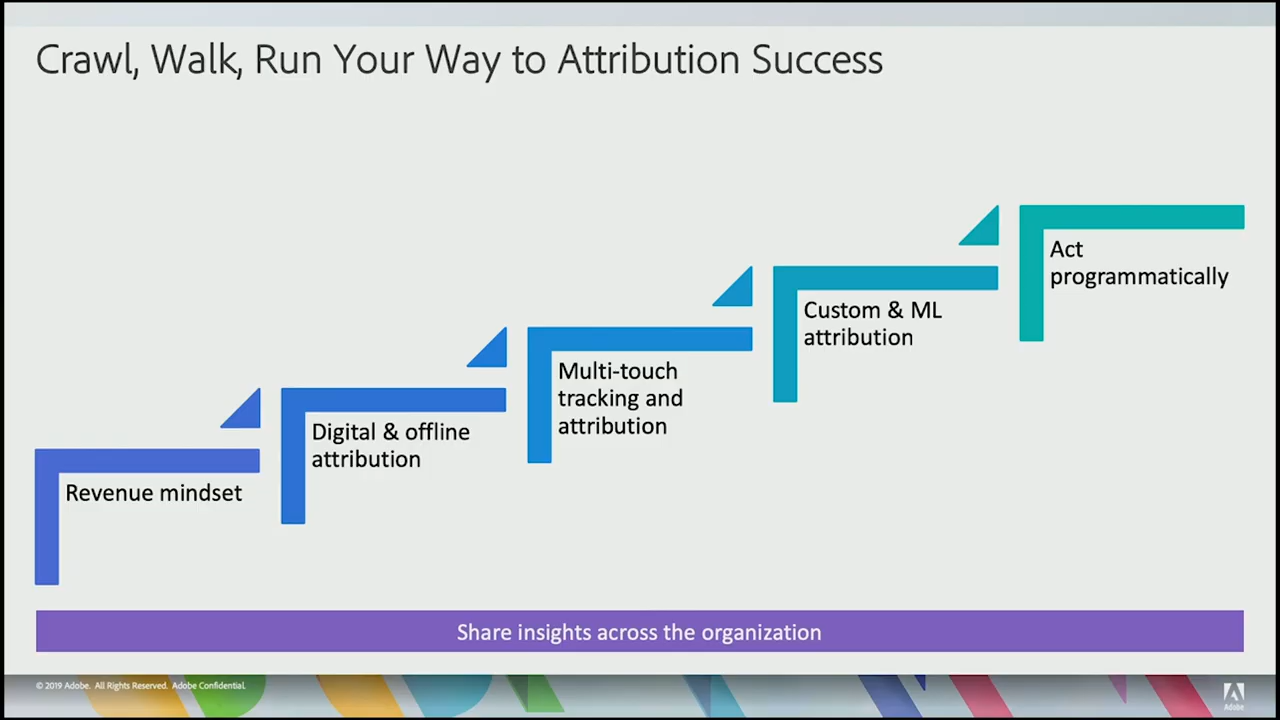 Crawl, Walk, Run Your Way to Attribution Success
Revenue mindset
Digital & offline
attribution
Multi-touch
tracking and
attribution
Custom & ML
attribution
Act
programmatically
Share insights across the organization
© 2019 Adobe. All Rights Reserved. Adobe Confidential.
Adobe